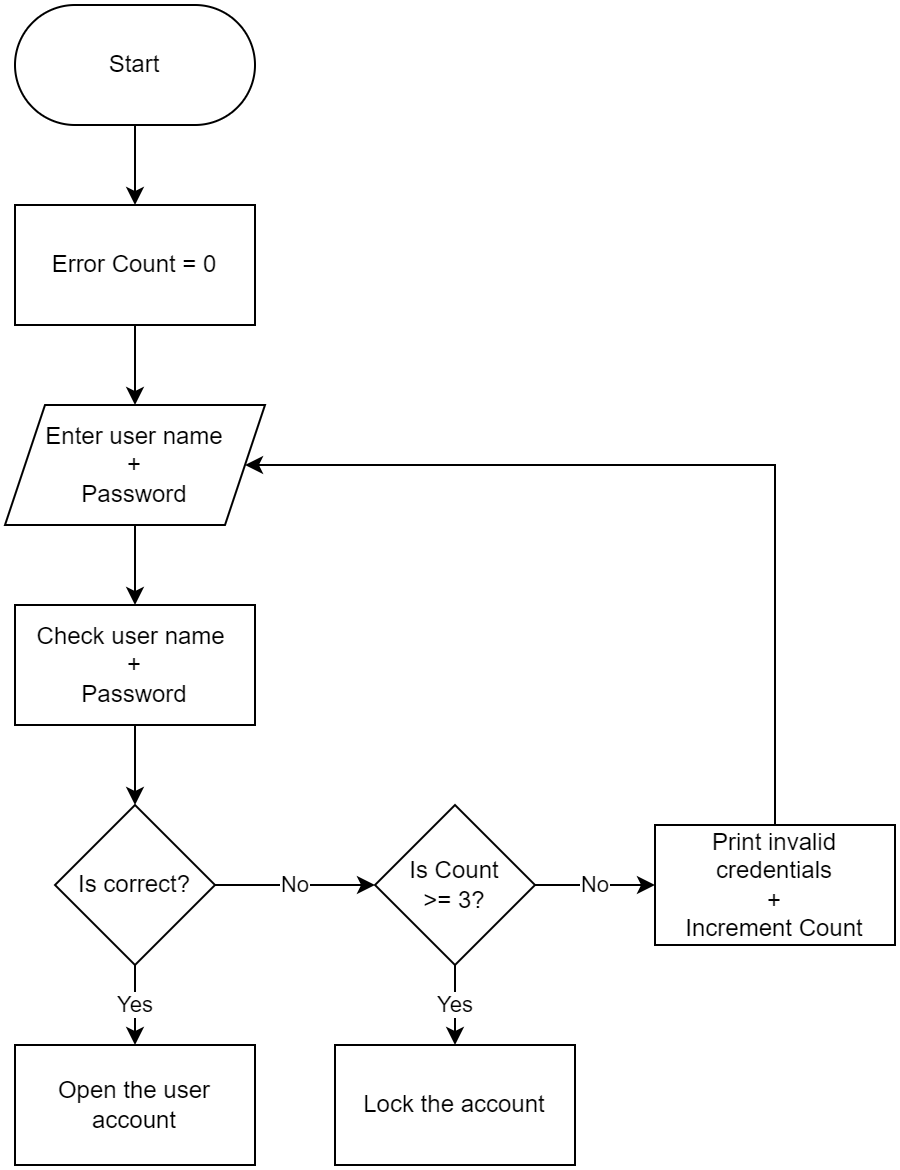 Start
Error Count = 0
Enter user name
+
Password
Check user name
+
Password
Is correct?
No
Is Count
>= 3?
No
Print invalid
credentials
+
Increment Count
Yes
Yes
Open the user
account
Lock the account